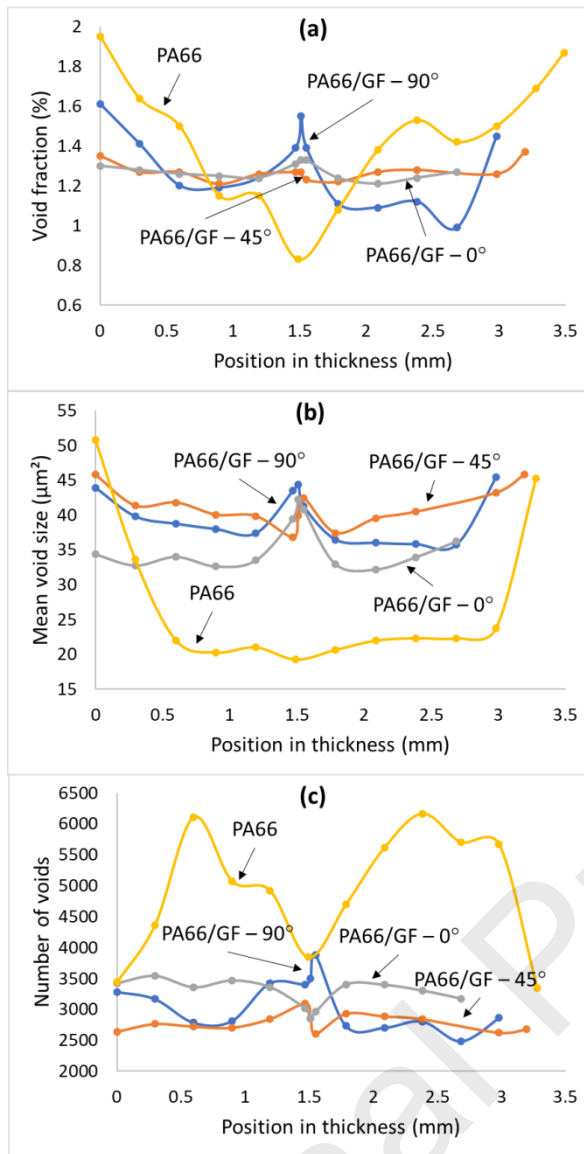 (a)
2
1.8
1.6
1.4
1.2
1
0.8
0.6
Void fraction (%)
PA66
PA66/GF – 90°
PA66/GF – 45°
PA66/GF – 0°
0 0.5 1 1.5 2 2.5 3 3.5
Position in thickness (mm)
(b)
55
50
45
40
35
30
25
20
15
Mean void size (µm²)
PA66/GF – 90°
PA66/GF – 45°
PA66/GF – 0°
PA66
0 0.5 1 1.5 2 2.5 3 3.5
Position in thickness (mm)
(c)
6500
6000
5500
5000
4500
4000
3500
3000
2500
2000
Number of voids
PA66
PA66/GF – 90°
PA66/GF – 0°
PA66/GF – 45°
0 0.5 1 1.5 2 2.5 3 3.5
Position in thickness (mm)